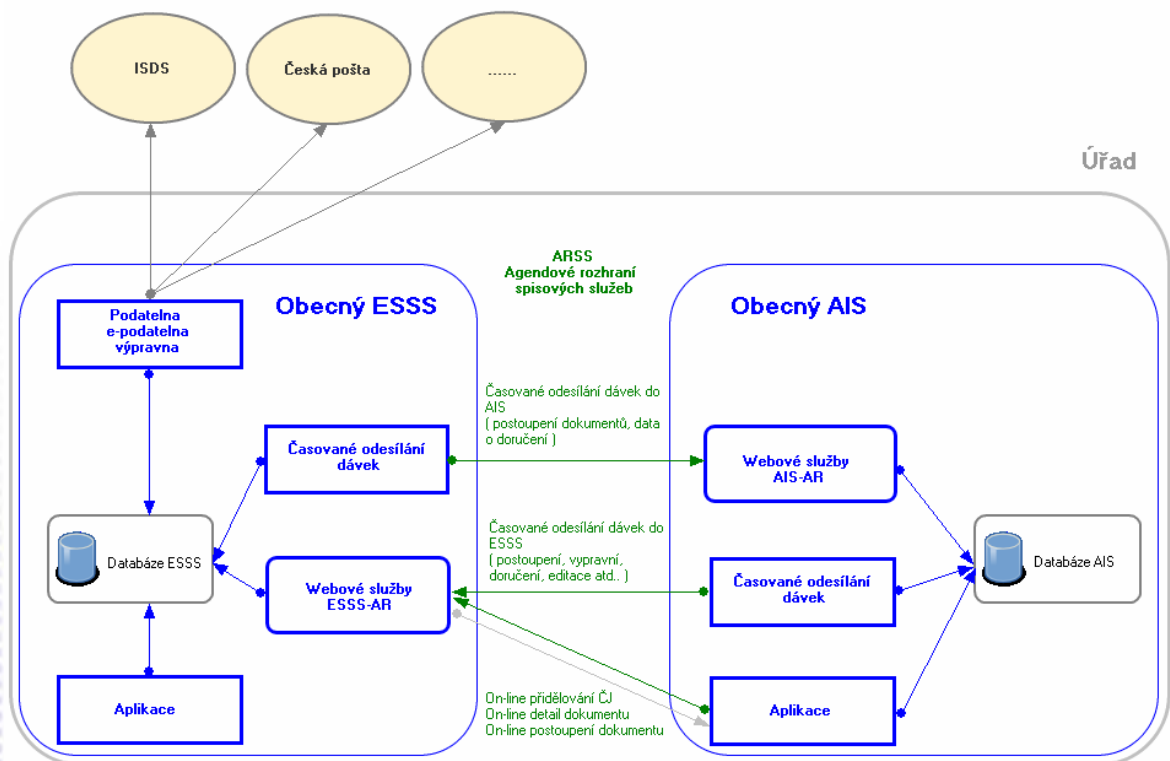 ISDS
Česká pošta
......
Úřad
ARSS
Agendové rozhraní
spisových služeb
Obecný ESSS
Obecný AIS
Podatelna
e-podatelna
výpravna
Časované odesílání dávek do
AIS
( postoupení dokumentů, data
o doručení )
Časované odesílání
dávek
Webové služby
AIS-AR
Databáze ESSS
Časované odesílání dávek do
ESSS
( postoupení, vypravní,
doručení, editace atd.. )
Databáze AIS
Webové služby
ESSS-AR
Časované odesílání
dávek
Aplikace
On-line přidělování ČJ
On-line detail dokumentu
On-line postoupení dokumentu
Aplikace